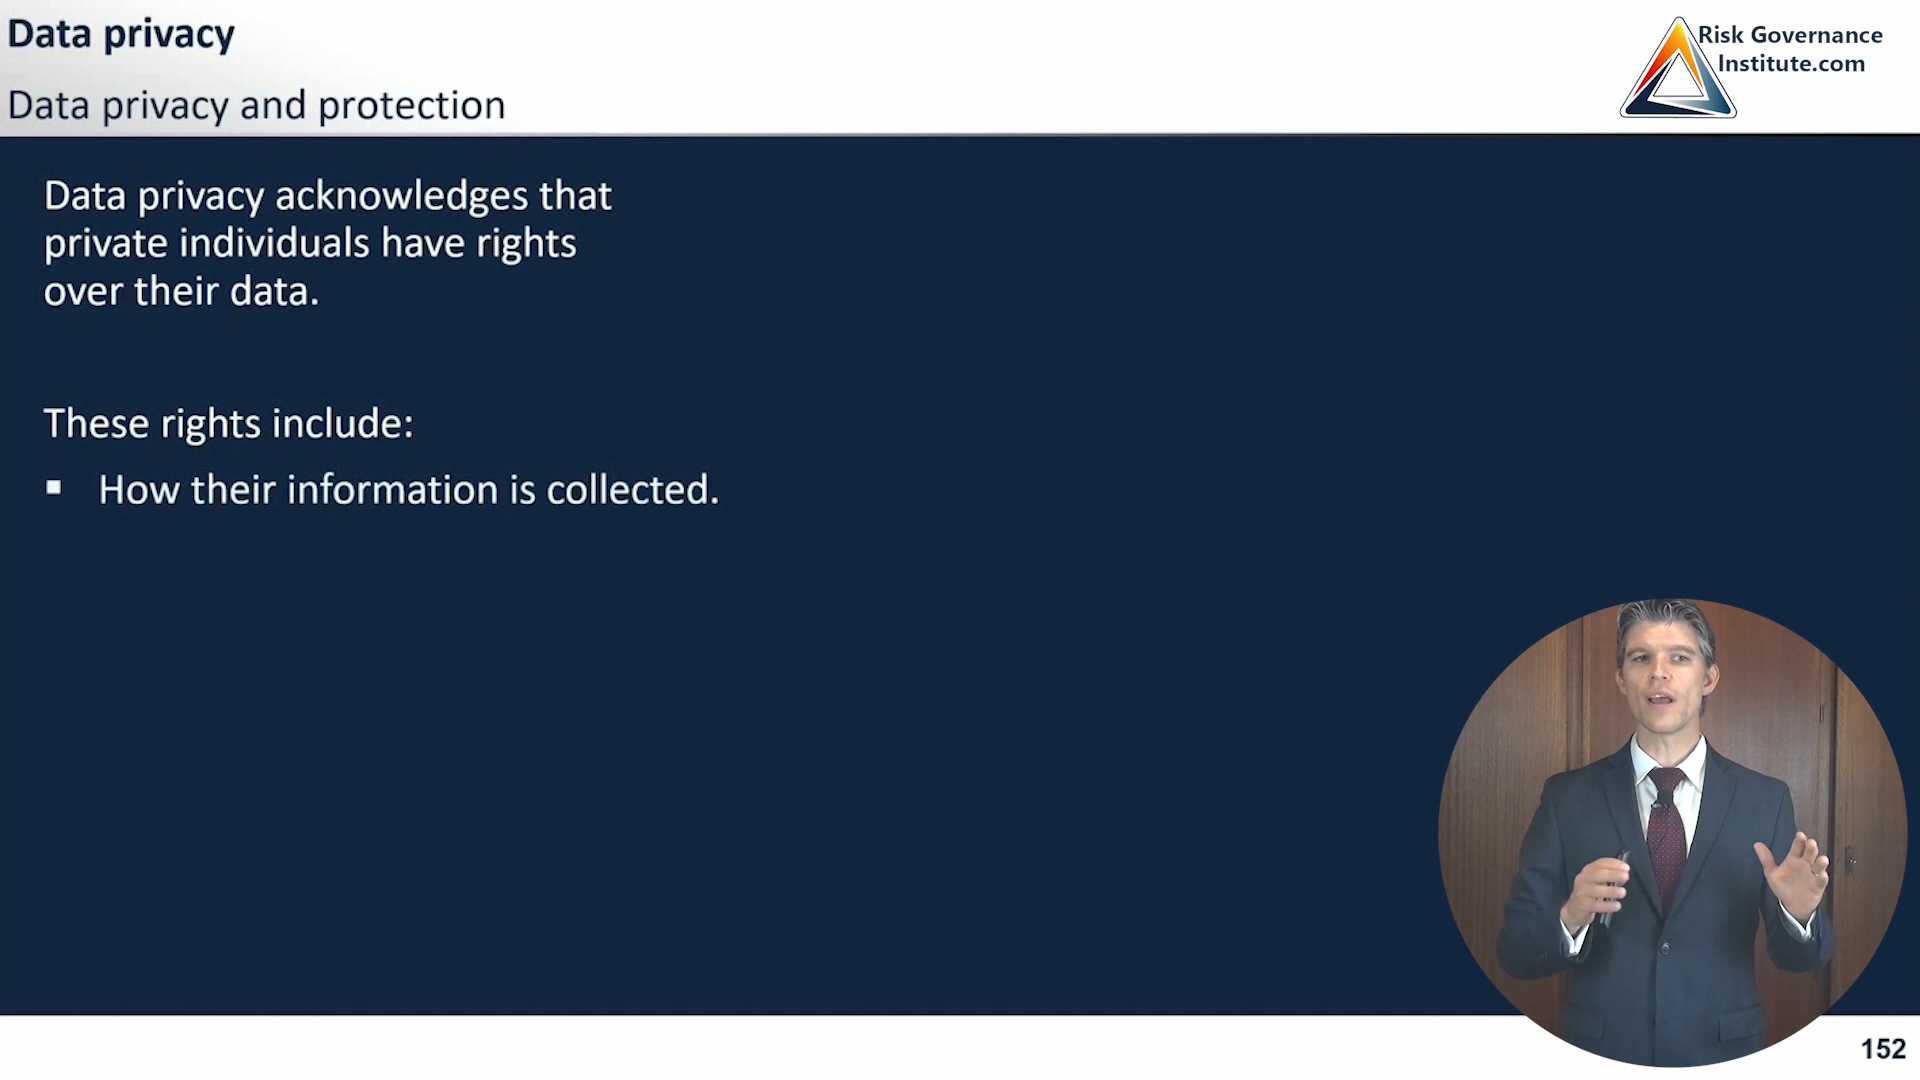 Data privacy
Risk Governance
Institute.com
Data privacy and protection
Data privacy acknowledges that
private individuals have rights
over their data.
These rights include:
▪ How their information is collected.
152